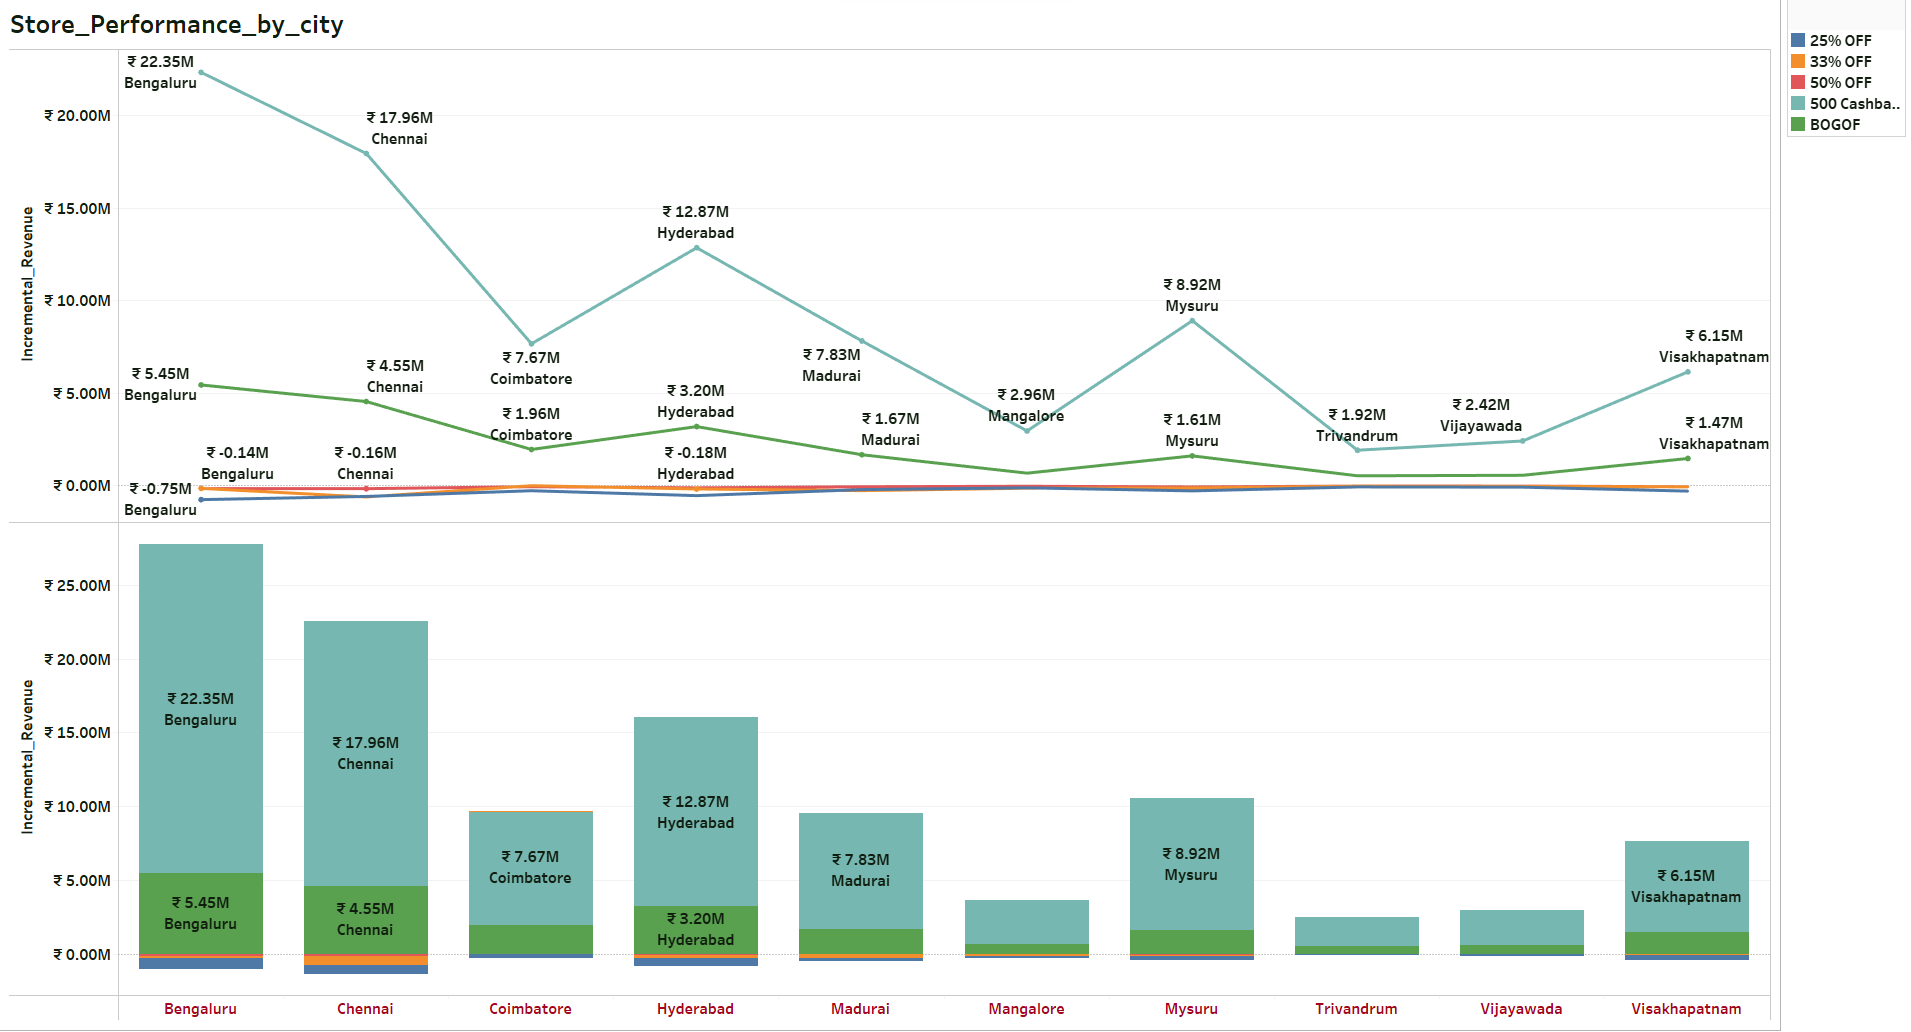 Store_Performance_by_city
25% OFF
33% OFF
50% OFF
500 Cashba..
BOGOF
Incremental_Revenue
₹ 20.00M
₹ 15.00M
₹ 10.00M
₹ 5.00M
₹ 0.00M
₹ 22.35M
Bengaluru
₹ 17.96M
Chennai
₹ 7.67M
Coimbatore
₹ 12.87M
Hyderabad
₹ 7.83M
Madurai
₹ 2.96M
Mangalore
₹ 8.92M
Mysuru
₹ 1.92M
Trivandrum
₹ 2.42M
Vijayawada
₹ 6.15M
Visakhapatnam
₹ 5.45M
Bengaluru
₹ 4.55M
Chennai
₹ 1.96M
Coimbatore
₹ 3.20M
Hyderabad
₹ 1.67M
Madurai
₹ 1.61M
Mysuru
₹ 1.47M
Visakhapatnam
₹ -0.14M
Bengaluru
₹ -0.16M
Chennai
₹ -0.18M
Hyderabad
₹ -0.75M
Bengaluru
Incremental_Revenue
₹ 25.00M
₹ 20.00M
₹ 15.00M
₹ 10.00M
₹ 5.00M
₹ 0.00M
₹ 22.35M
Bengaluru
₹ 5.45M
Bengaluru
₹ 17.96M
Chennai
₹ 4.55M
Chennai
₹ 7.67M
Coimbatore
₹ 12.87M
Hyderabad
₹ 3.20M
Hyderabad
₹ 7.83M
Madurai
₹ 8.92M
Mysuru
₹ 6.15M
Visakhapatnam
Bengaluru
Chennai
Coimbatore
Hyderabad
Madurai
Mangalore
Mysuru
Trivandrum
Vijayawada
Visakhapatnam